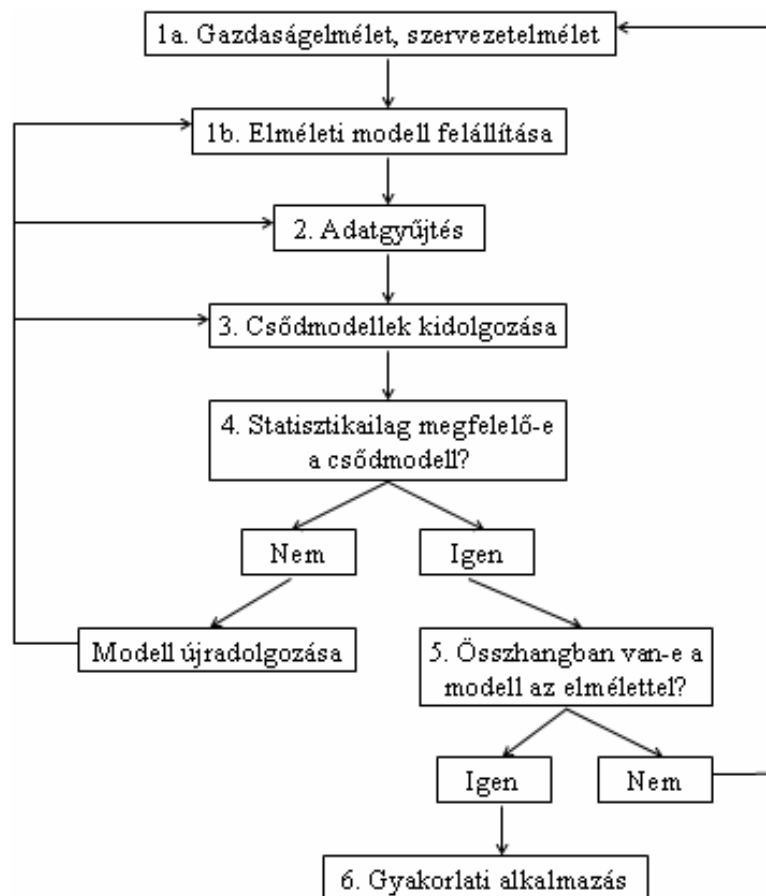 1a. Gazdaságelmélet, szervezetelmélet
1b. Elméleti modell felállítása
2. Adatgyűjtés
3. Csődmodellek kidolgozása
4. Statisztikailag megfelelő-e
a csődmodell?
Nem
Igen
Modell újradolgozása
5. Összhangban van-e a
modell az elmélettel?
Igen
Nem
6. Gyakorlati alkalmazás